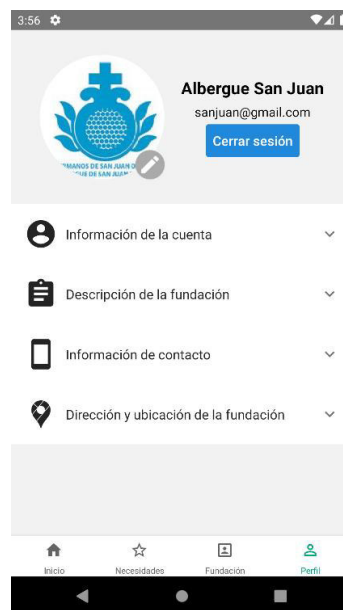 3:56
Albergue San Juan
sanjuan@gmail.com
Cerrar sesión
Información de la cuenta
Descripción de la fundación
Información de contacto
Dirección y ubicación de la fundación
Inicio
Necesidades
Fundación
Perfil